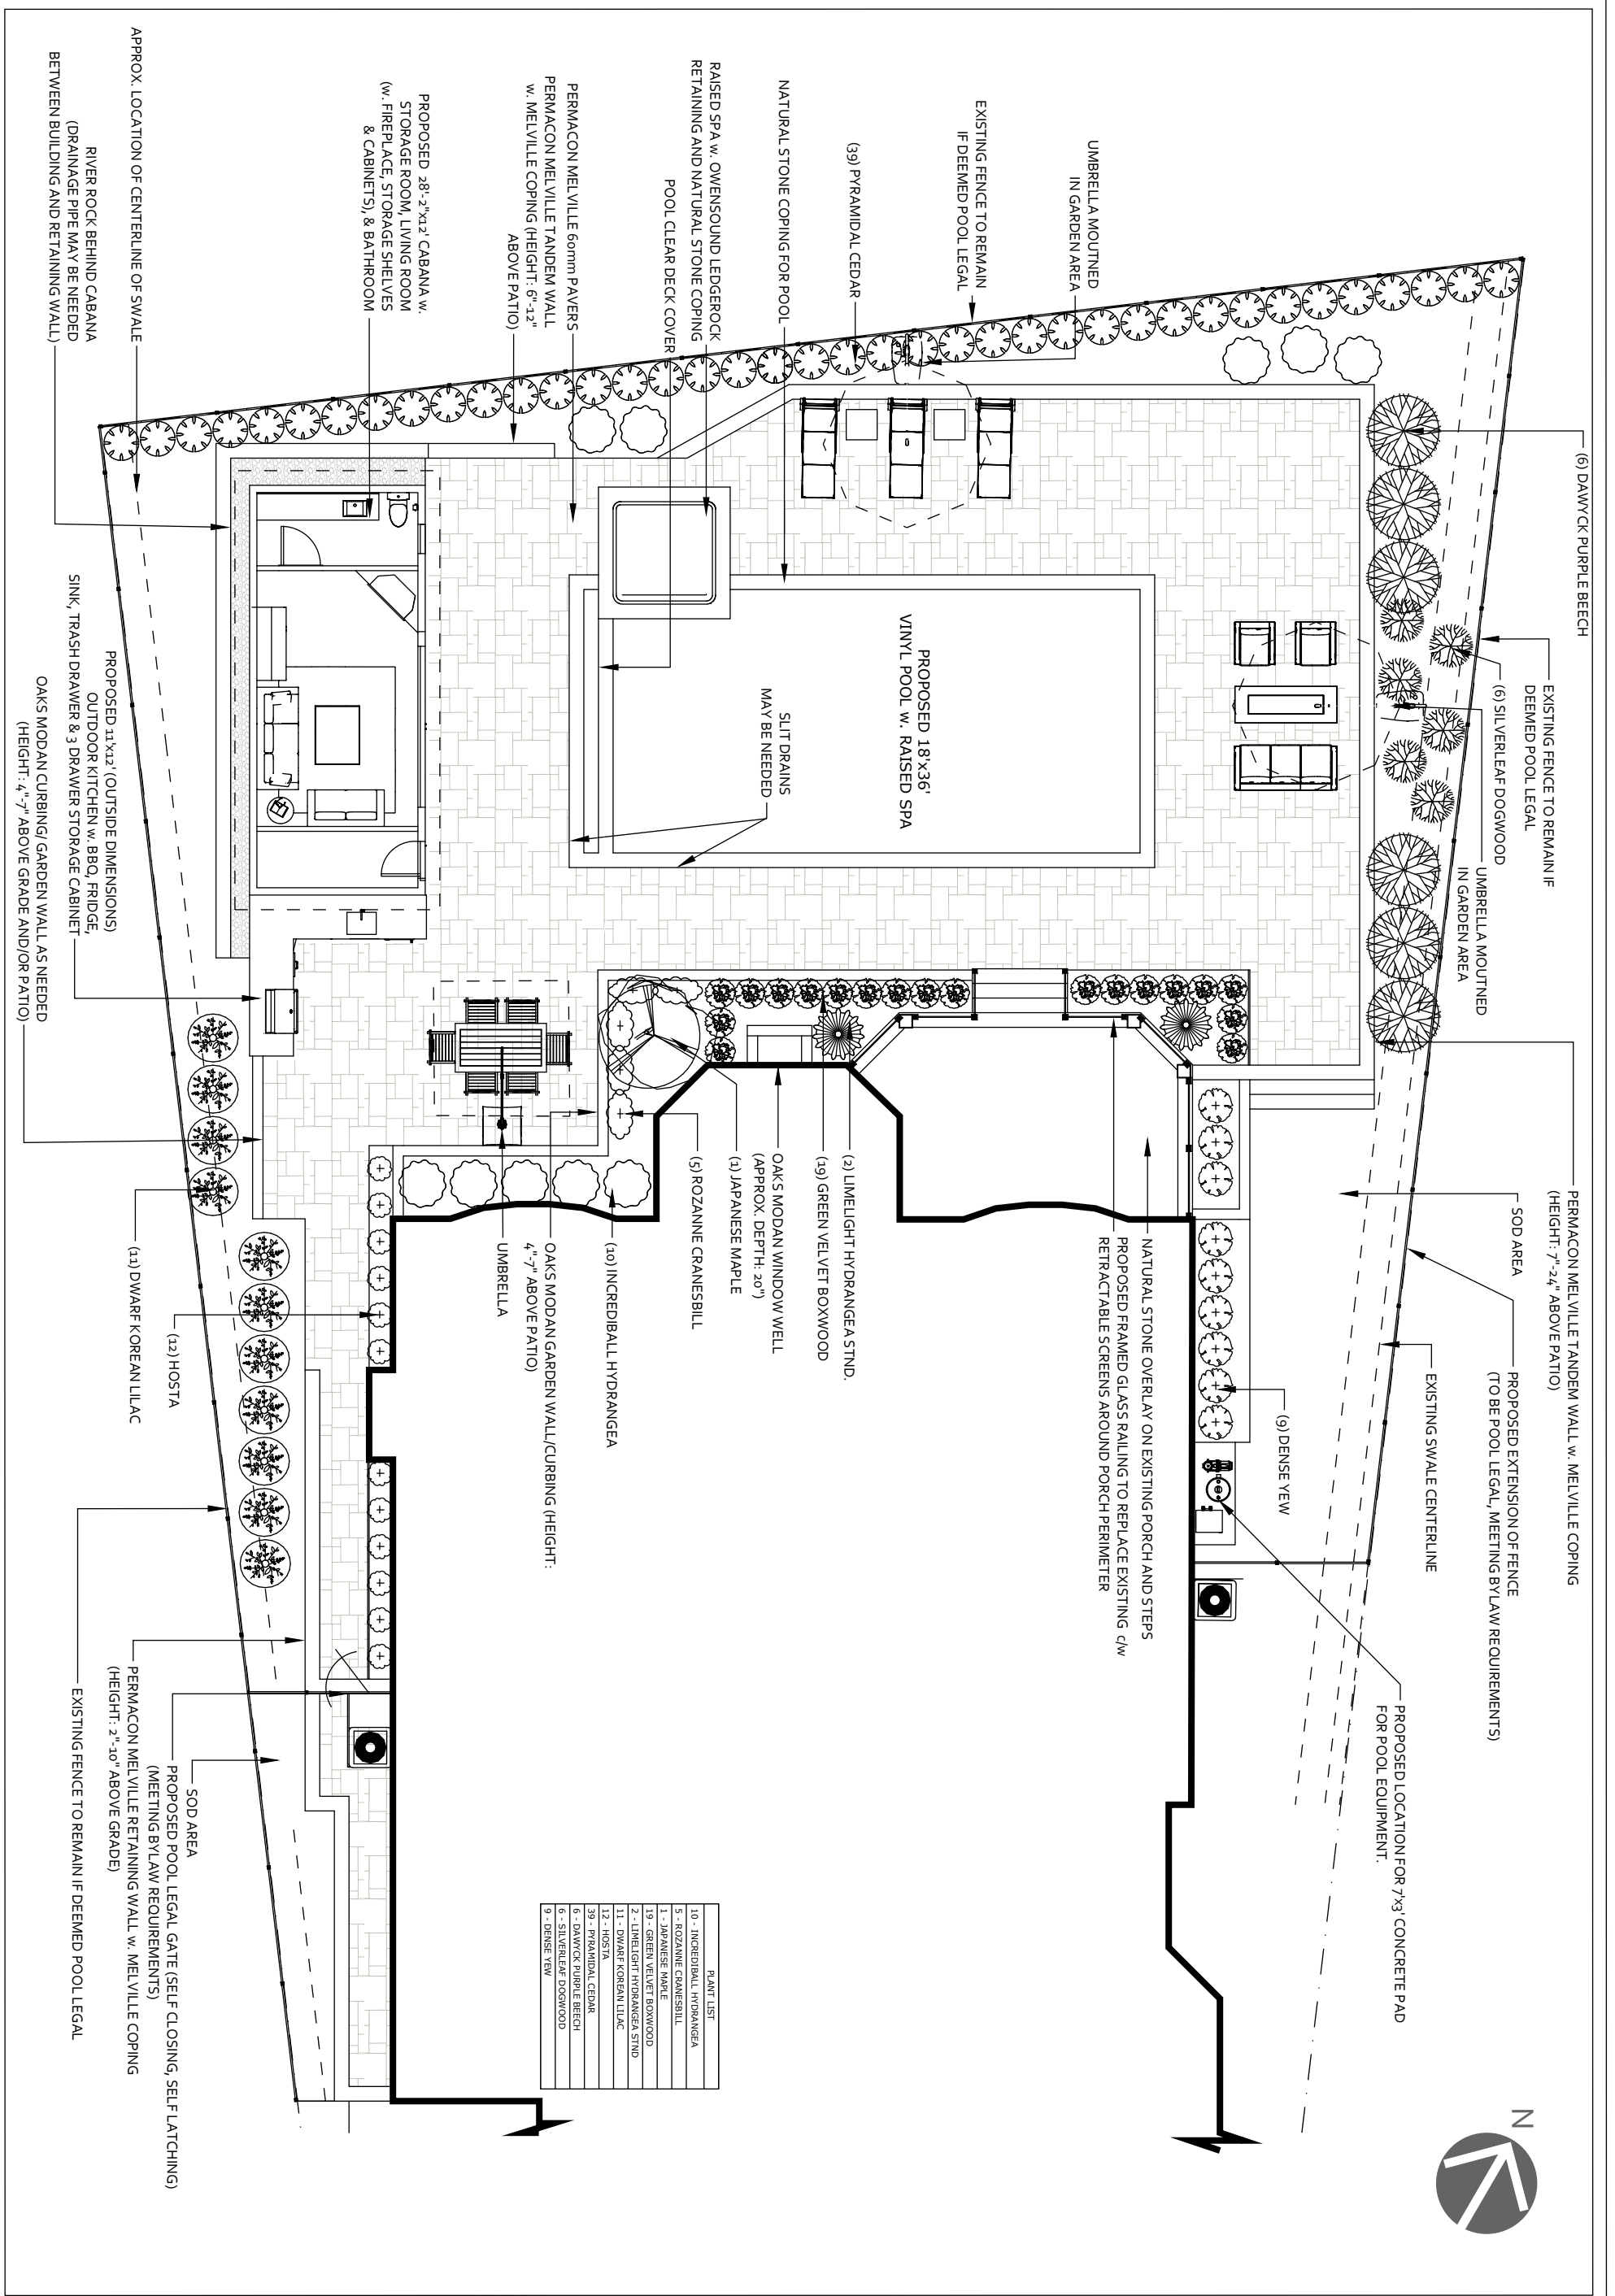 (6) DAWYCK PURPLE BEECH
EXISTING FENCE TO REMAIN IF
DEEMED POOL LEGAL
(6) SILVERLEAF DOGWOOD
UMBRELLA MOUTNED
IN GARDEN AREA
PERMACON MELVILLE TANDEM WALL w. MELVILLE COPING
(HEIGHT: 7"-24" ABOVE PATIO)
SOD AREA
PROPOSED EXTENSION OF FENCE
(TO BE POOL LEGAL, MEETING BYLAW REQUIREMENTS)
EXISTING SWALE CENTERLINE
PROPOSED LOCATION FOR 7'x3' CONCRETE PAD
FOR POOL EQUIPMENT.
(9) DENSE YEW
N
UMBRELLA MOUTNED
IN GARDEN AREA
EXISTING FENCE TO REMAIN
IF DEEMED POOL LEGAL
(39) PYRAMIDAL CEDAR
NATURAL STONE COPING FOR POOL
RAISED SPA w. OWENSOUND LEDGEROCK
RETAINING AND NATURAL STONE COPING
POOL CLEAR DECK COVER
PERMACON MELVILLE 60mm PAVERS
PERMACON MELVILLE TANDEM WALL
w. MELVILLE COPING (HEIGHT: 6"-12"
ABOVE PATIO)
PROPOSED 28'-2"x12' CABANA w.
STORAGE ROOM, LIVING ROOM
(w. FIREPLACE, STORAGE SHELVES
& CABINETS), & BATHROOM
APPROX. LOCATION OF CENTERLINE OF SWALE
RIVER ROCK BEHIND CABANA
(DRAINAGE PIPE MAY BE NEEDED
BETWEEN BUILDING AND RETAINING WALL)
PROPOSED 18'x36'
VINYL POOL w. RAISED SPA
SLIT DRAINS
MAY BE NEEDED
NATURAL STONE OVERLAY ON EXISTING PORCH AND STEPS
PROPOSED FRAMED GLASS RAILING TO REPLACE EXISTING c/w
RETRACTABLE SCREENS AROUND PORCH PERIMETER
(2) LIMELIGHT HYDRANGEA STND.
(19) GREEN VELVET BOXWOOD
OAKS MODAN WINDOW WELL
(APPROX. DEPTH: 20")
(1) JAPANESE MAPLE
(5) ROZANNE CRANESBILL
(10) INCREDIBALL HYDRANGEA
OAKS MODAN GARDEN WALL/CURBING (HEIGHT:
4"-7" ABOVE PATIO)
UMBRELLA
PLANT LIST
10 - INCREDIBALL HYDRANGEA
5 - ROZANNE CRANESBILL
1 - JAPANESE MAPLE
19 - GREEN VELVET BOXWOOD
2 - LIMELIGHT HYDRANGEA STND
11 - DWARF KOREAN LILAC
12 - HOSTA
39 - PYRAMIDAL CEDAR
6 - DAWYCK PURPLE BEECH
6 - SILVERLEAF DOGWOOD
9 - DENSE YEW
PROPOSED 11'x12' (OUTSIDE DIMENSIONS)
OUTDOOR KITCHEN w. BBQ, FRIDGE,
SINK, TRASH DRAWER & 3 DRAWER STORAGE CABINET
OAKS MODAN CURBING/ GARDEN WALL AS NEEDED
(HEIGHT: 4"-7" ABOVE GRADE AND/OR PATIO)
(12) HOSTA
(11) DWARF KOREAN LILAC
SOD AREA
PROPOSED POOL LEGAL GATE (SELF CLOSING, SELF LATCHING)
(MEETING BYLAW REQUIREMENTS)
PERMACON MELVILLE RETAINING WALL w. MELVILLE COPING
(HEIGHT: 2"-10" ABOVE GRADE)
EXISTING FENCE TO REMAIN IF DEEMED POOL LEGAL